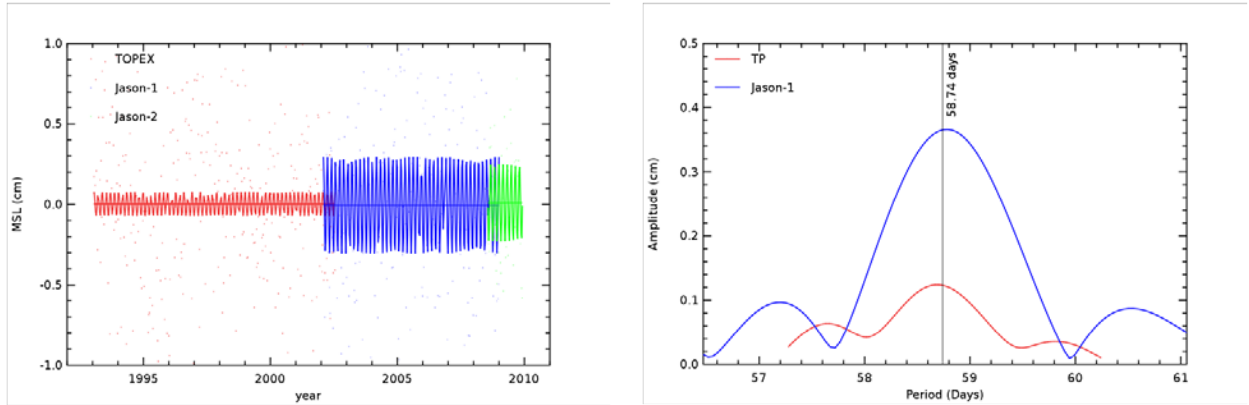 1.0
0.5
0.0
-0.5
-1.0
MSL (cm)
TOPEX
Jason-1
Jason-2
1995 2000 2005 2010
year
0.5
0.4
0.3
0.2
0.1
0.0
Amplitude (cm)
TP
Jason-1
58.74 days
57 58 59 60 61
Period (Days)